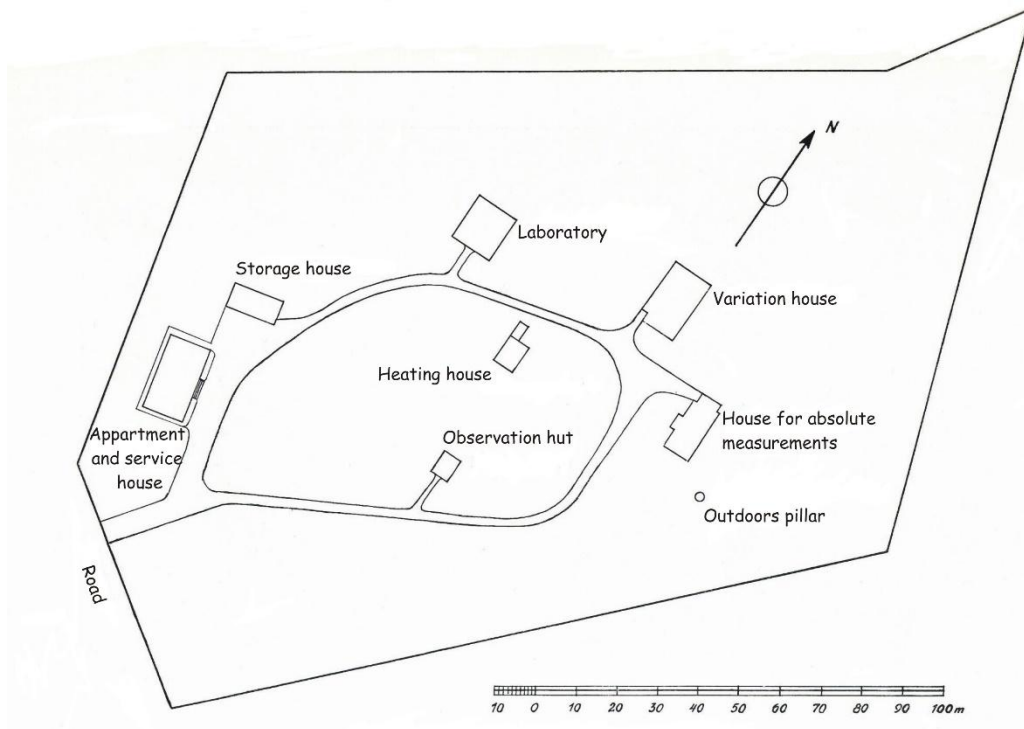 N
Laboratory
Storage house
Variation house
Heating house
House for absolute
measurements
Appartment
and service
house
Observation hut
Outdoors pillar
Road
10 0 10 20 30 40 50 60 70 80 90 100m